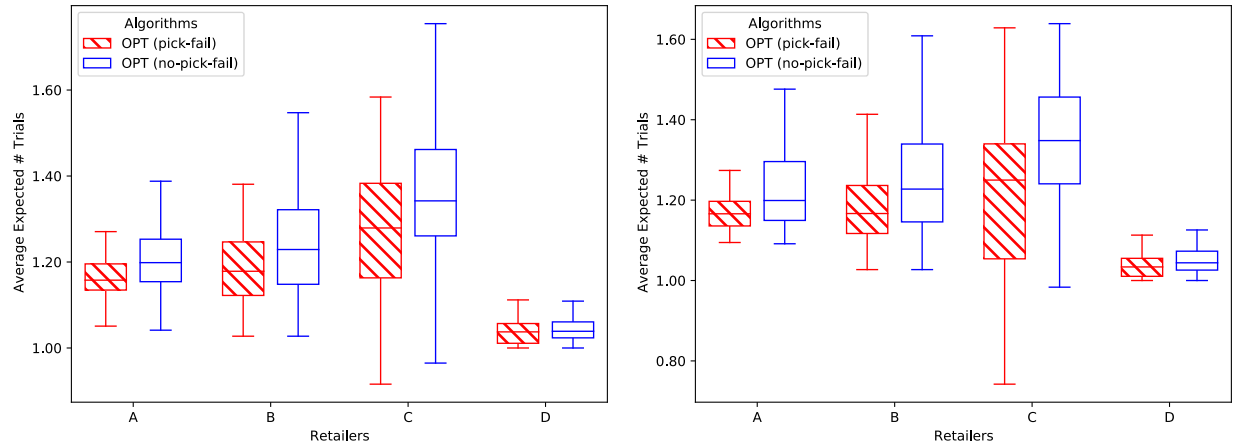 Algorithms
OPT (pick-fail)
OPT (no-pick-fail)
Average Expected # Trials
1.60
1.40
1.20
1.00
A B C D
Retailers
Algorithms
OPT (pick-fail)
OPT (no-pick-fail)
Average Expected # Trials
1.60
1.40
1.20
1.00
0.80
A B C D
Retailers